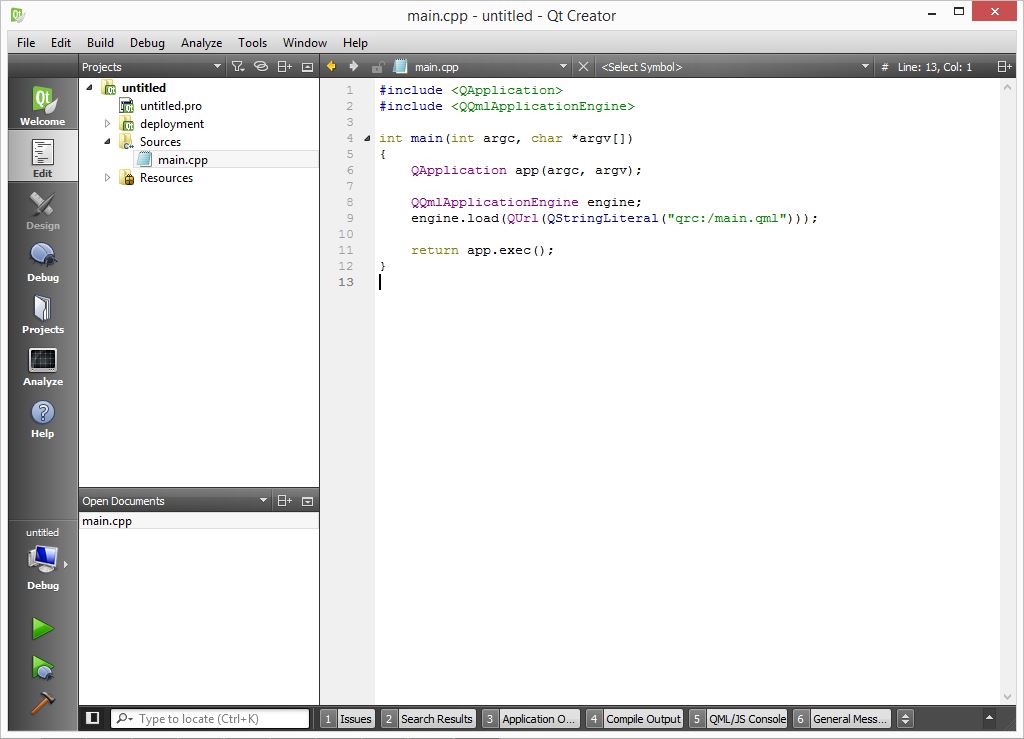 main.cpp - untitled - Qt Creator
File Edit Build Debug Analyze Tools Window Help
Projects
main.cpp
<Select Symbol>
# Line: 13, Col: 1
Qt
Welcome
Edit
Design
Debug
Projects
Analyze
Help
untitled
Debug
untitled
untitled.pro
deployment
Sources
main.cpp
Resources
Open Documents
main.cpp
1 #include <QApplication>
2 #include <QQmlApplicationEngine>
3
4 int main(int argc, char *argv[])
5 {
6     QApplication app(argc, argv);
7
8     QQmlApplicationEngine engine;
9     engine.load(QUrl(QStringLiteral("qrc:/main.qml")));
10
11     return app.exec();
12 }
13
Type to locate (Ctrl+K)
1 Issues 2 Search Results 3 Application O... 4 Compile Output 5 QML/JS Console 6 General Mess...